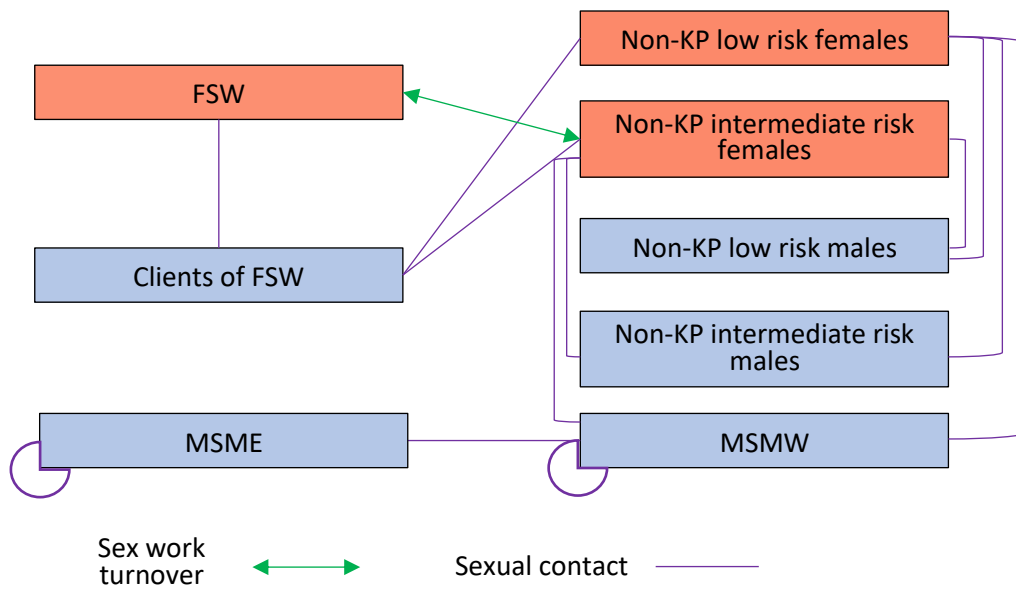 Non-KP low risk females
FSW
Non-KP intermediate risk
females
Non-KP low risk males
Clients of FSW
Non-KP intermediate risk
males
MSME
MSMW
Sex work
turnover
Sexual contact